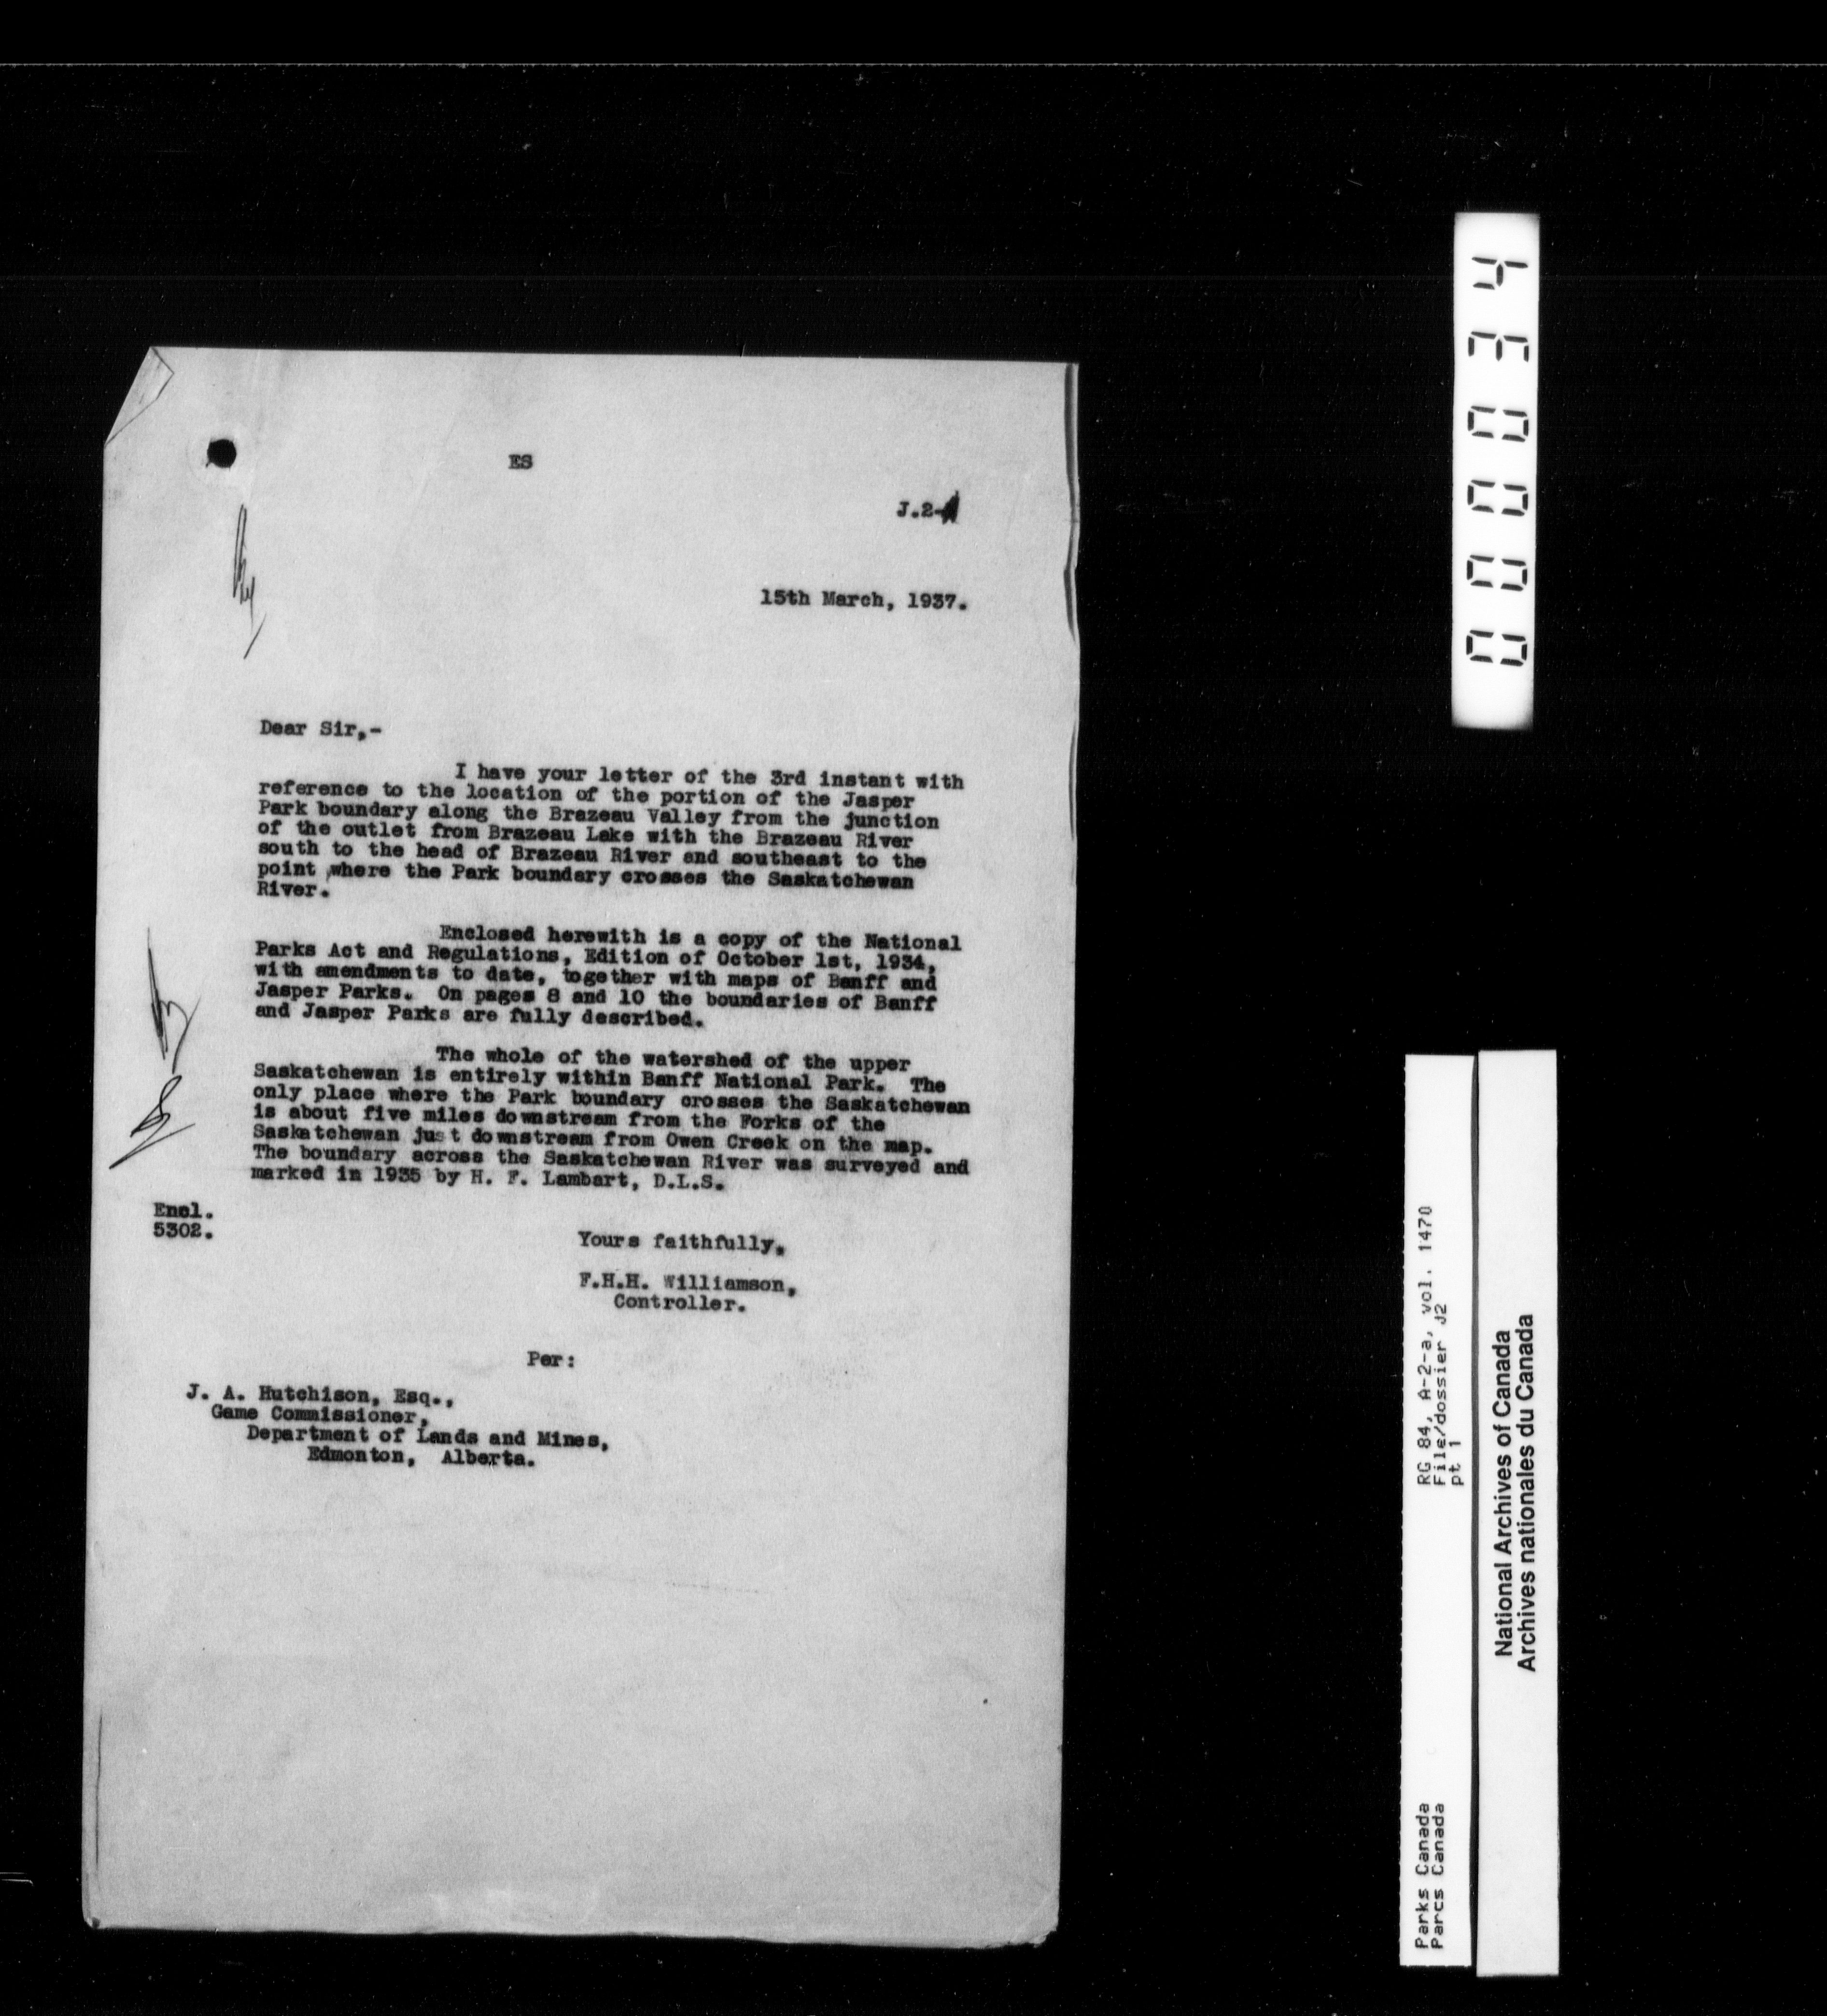 ES
J.2-
15th March, 1937.
Dear Sir,-
I have your letter of the 3rd instant with
reference to the location of the portion of the Jasper
Park boundary along the Brazeau Valley from the junction
of the outlet from Brazeau Lake with the Brazeau River
south to the head of Brazeau River and southeast to the
point where the Park boundary crosses the Saskatchewan
River.
Enclosed herewith is a copy of the National
Parks Act and Regulations, Edition of October 1st, 1934,
with amendments to date, together with maps of Banff and
Jasper Parks. On pages 8 and 10 the boundaries of Banff
and Jasper Parks are fully described.
The whole of the watershed of the upper
Saskatchewan is entirely within Banff National Park. The
only place where the Park boundary crosses the Saskatchewan
is about five miles downstream from the Forks of the
Saskatchewan just downstream from Owen Creek on the map.
The boundary across the Saskatchewan River was surveyed and
marked in 1935 by H. F. Lambart, D.L.S.
Encl.
5302.
Yours faithfully,
F.H.H. Williamson,
Controller.
Per:
J. A. Hutchison, Esq.,
Game Commissioner,
Department of Lands and Mines,
Edmonton, Alberta.
000034
RG 84, A-2-a, vol. 1470
File/dossier J2
pt 1
Parks Canada
Parcs Canada
National Archives of Canada
Archives nationales du Canada